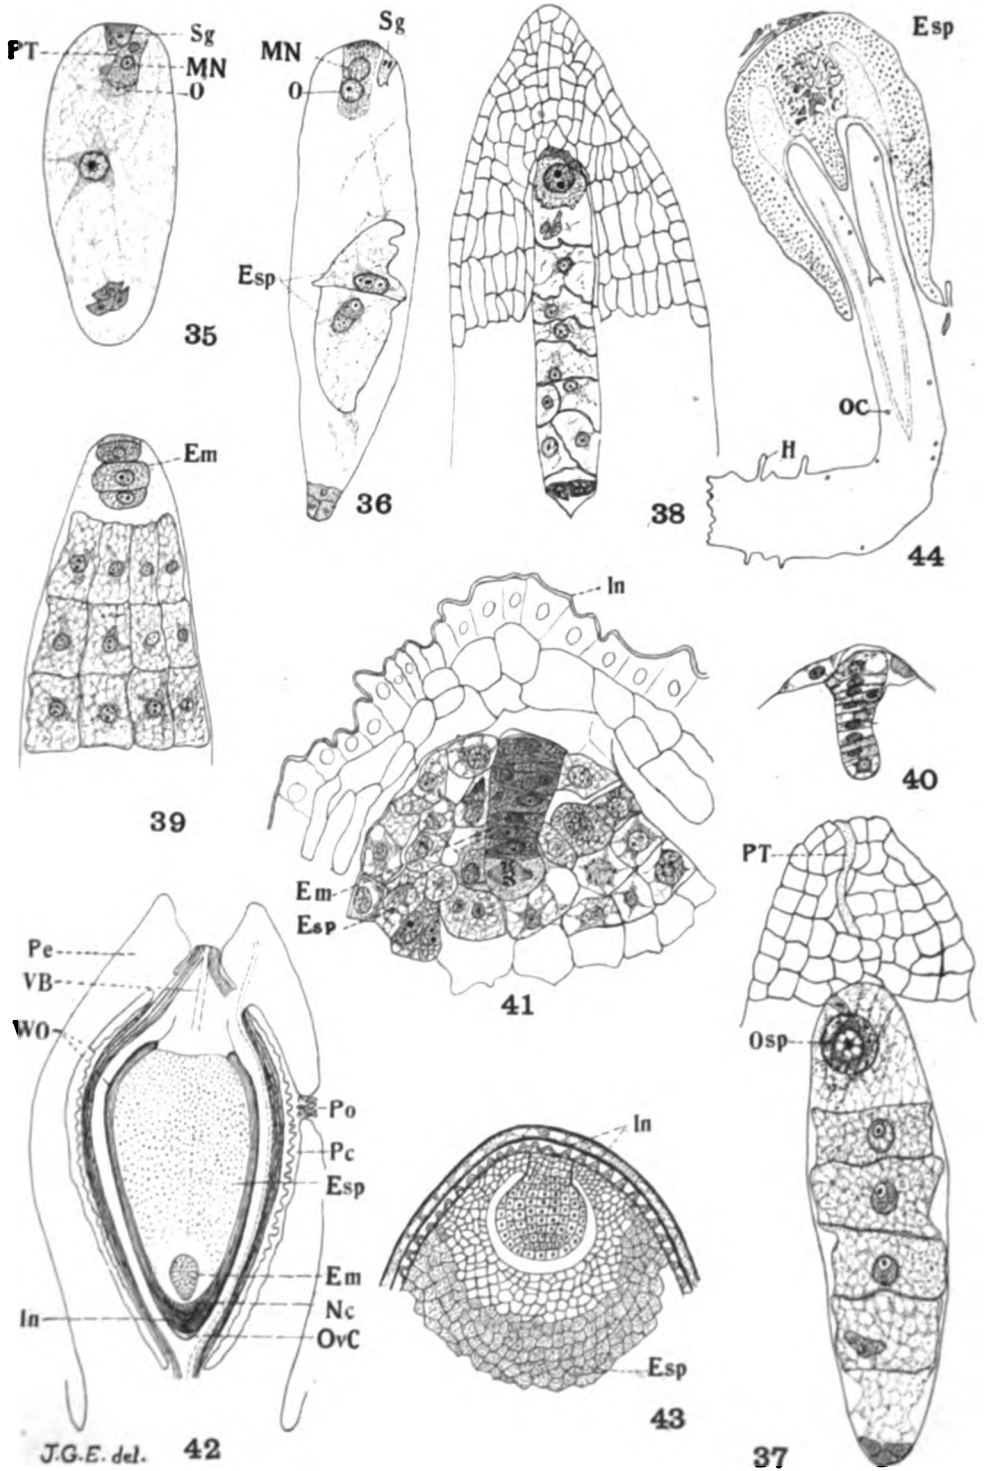 PT
Sg
MN
O
35
MN
Sg
O
Esp
36
38
Esp
OC
H
44
Em
39
In
Em
Esp
41
40
PT
Osp
37
Pe
VB
WO
Po
Pc
Esp
Em
Nc
OvC
In
J.G.E. del.
42
In
Esp
43